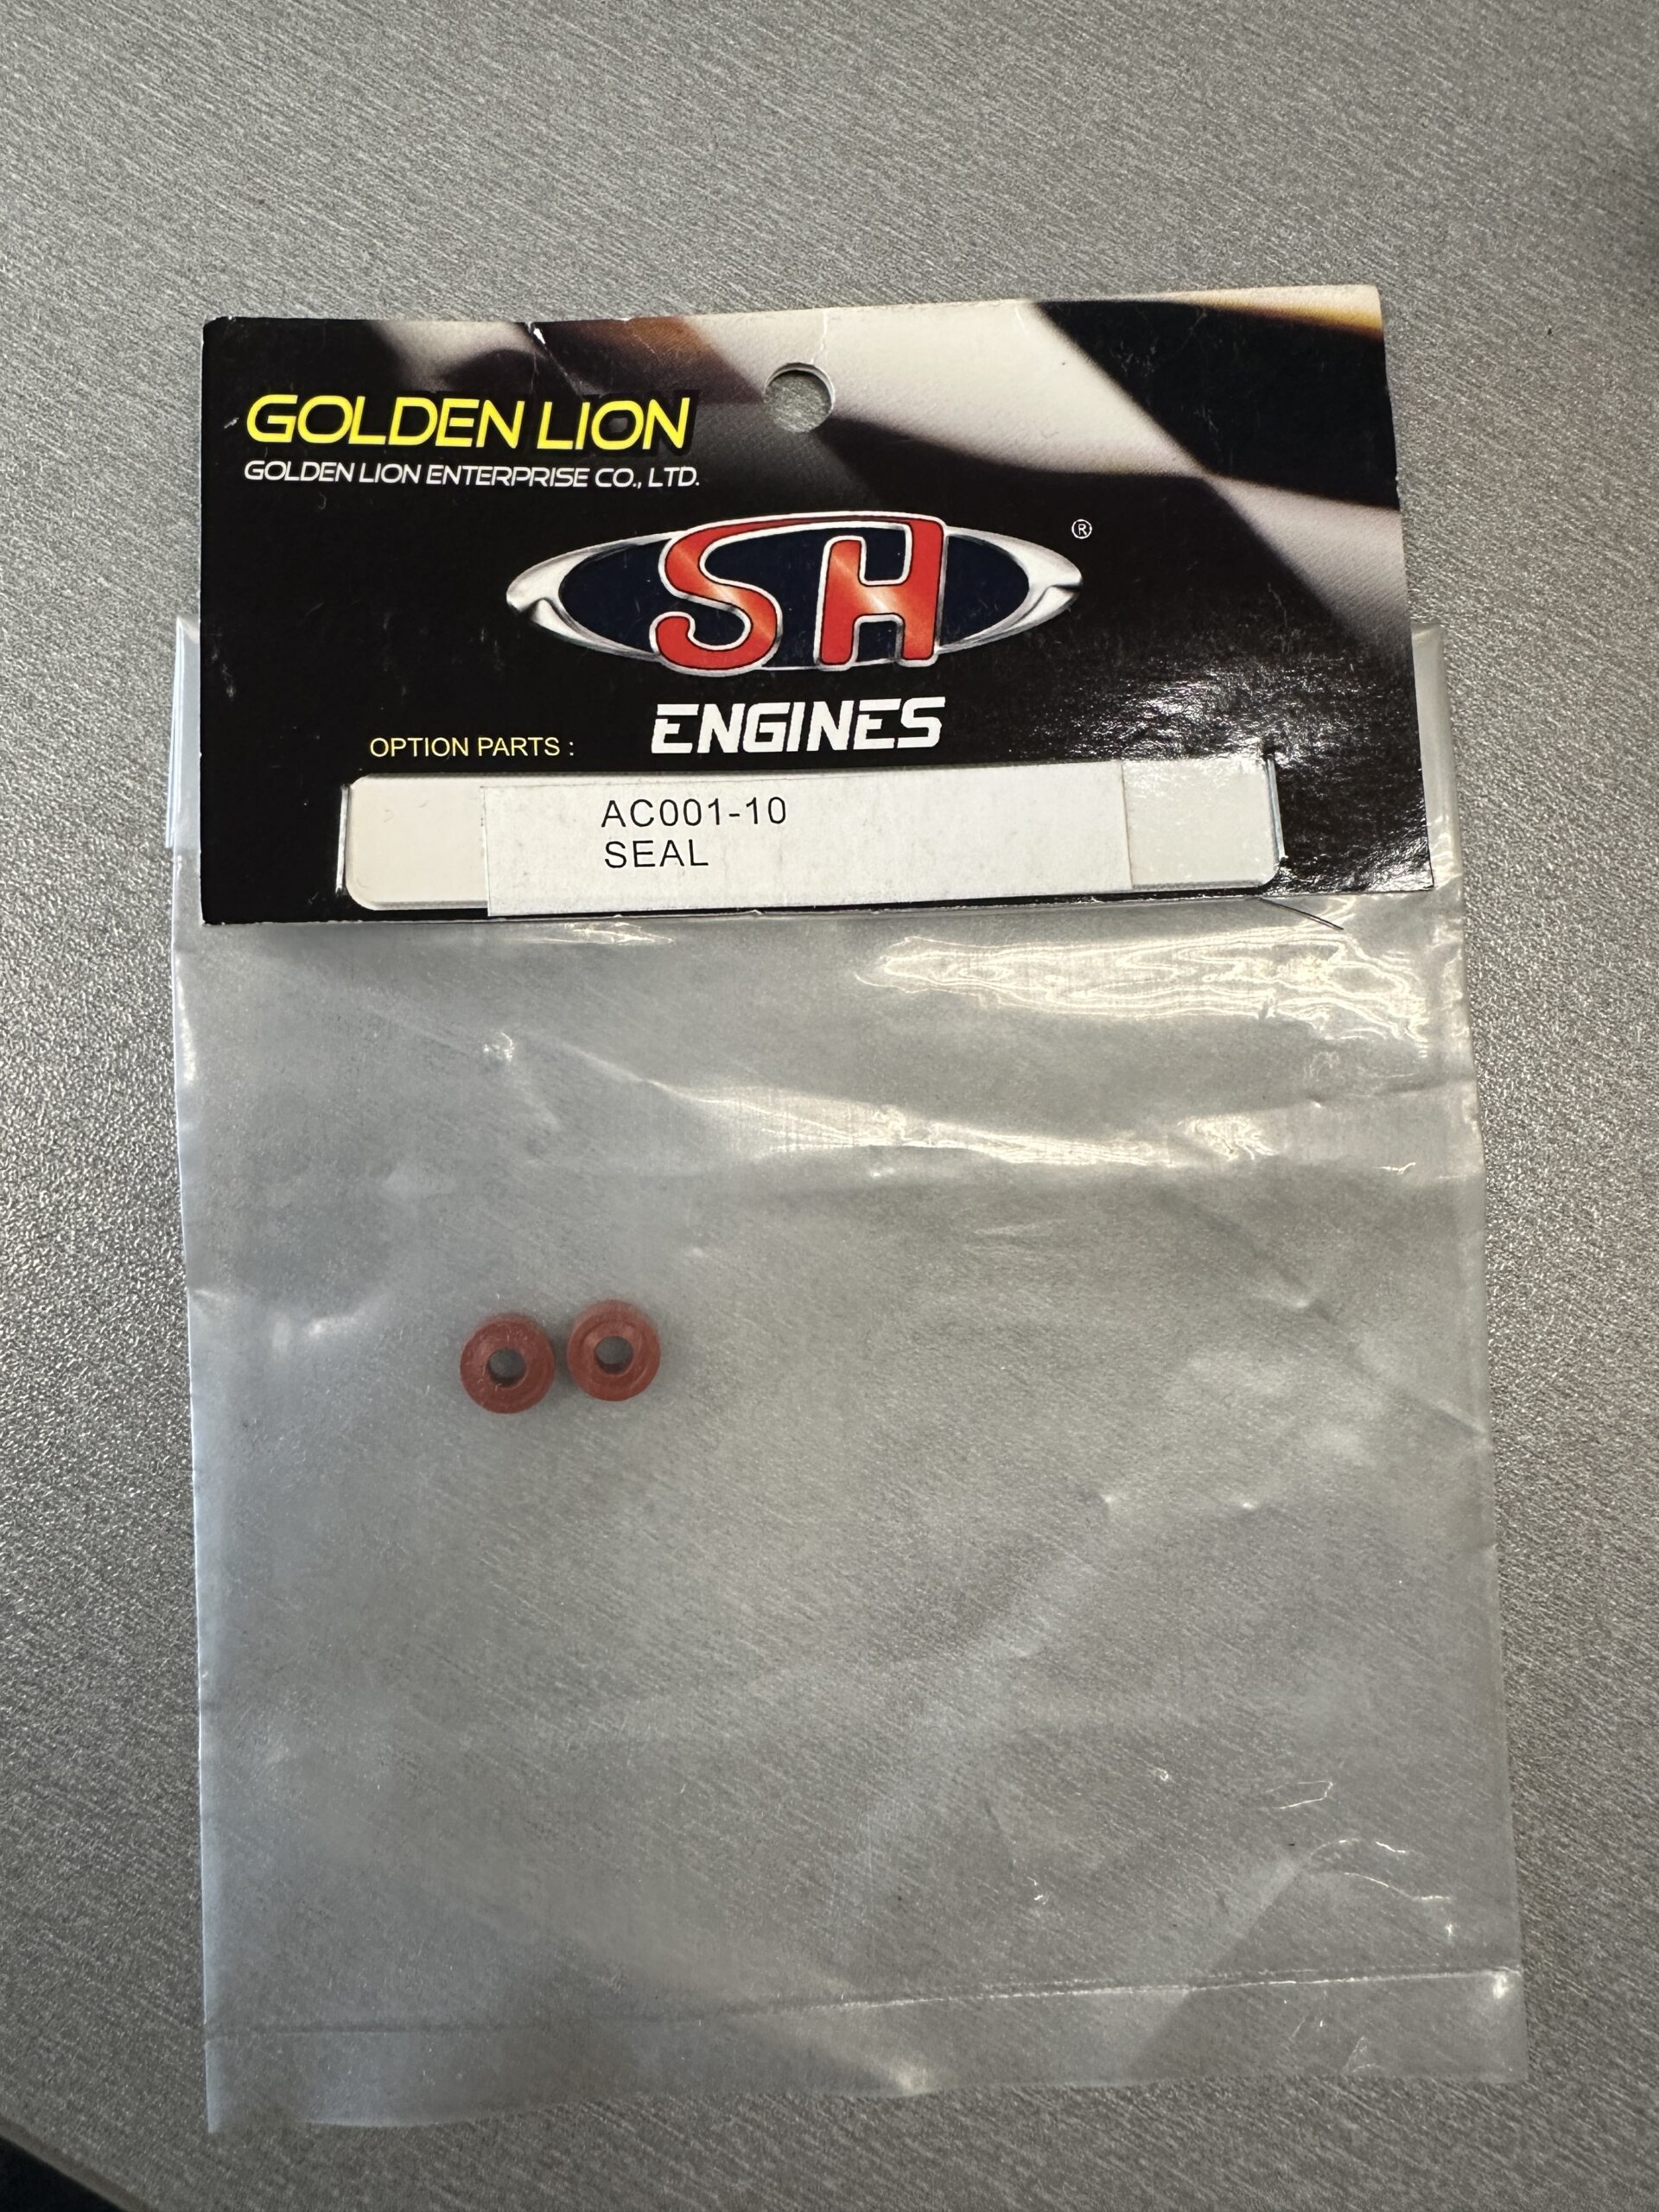 GOLDEN LION
GOLDEN LION ENTERPRISE CO., LTD.
SH ®
ENGINES
OPTION PARTS :
AC001-10
SEAL